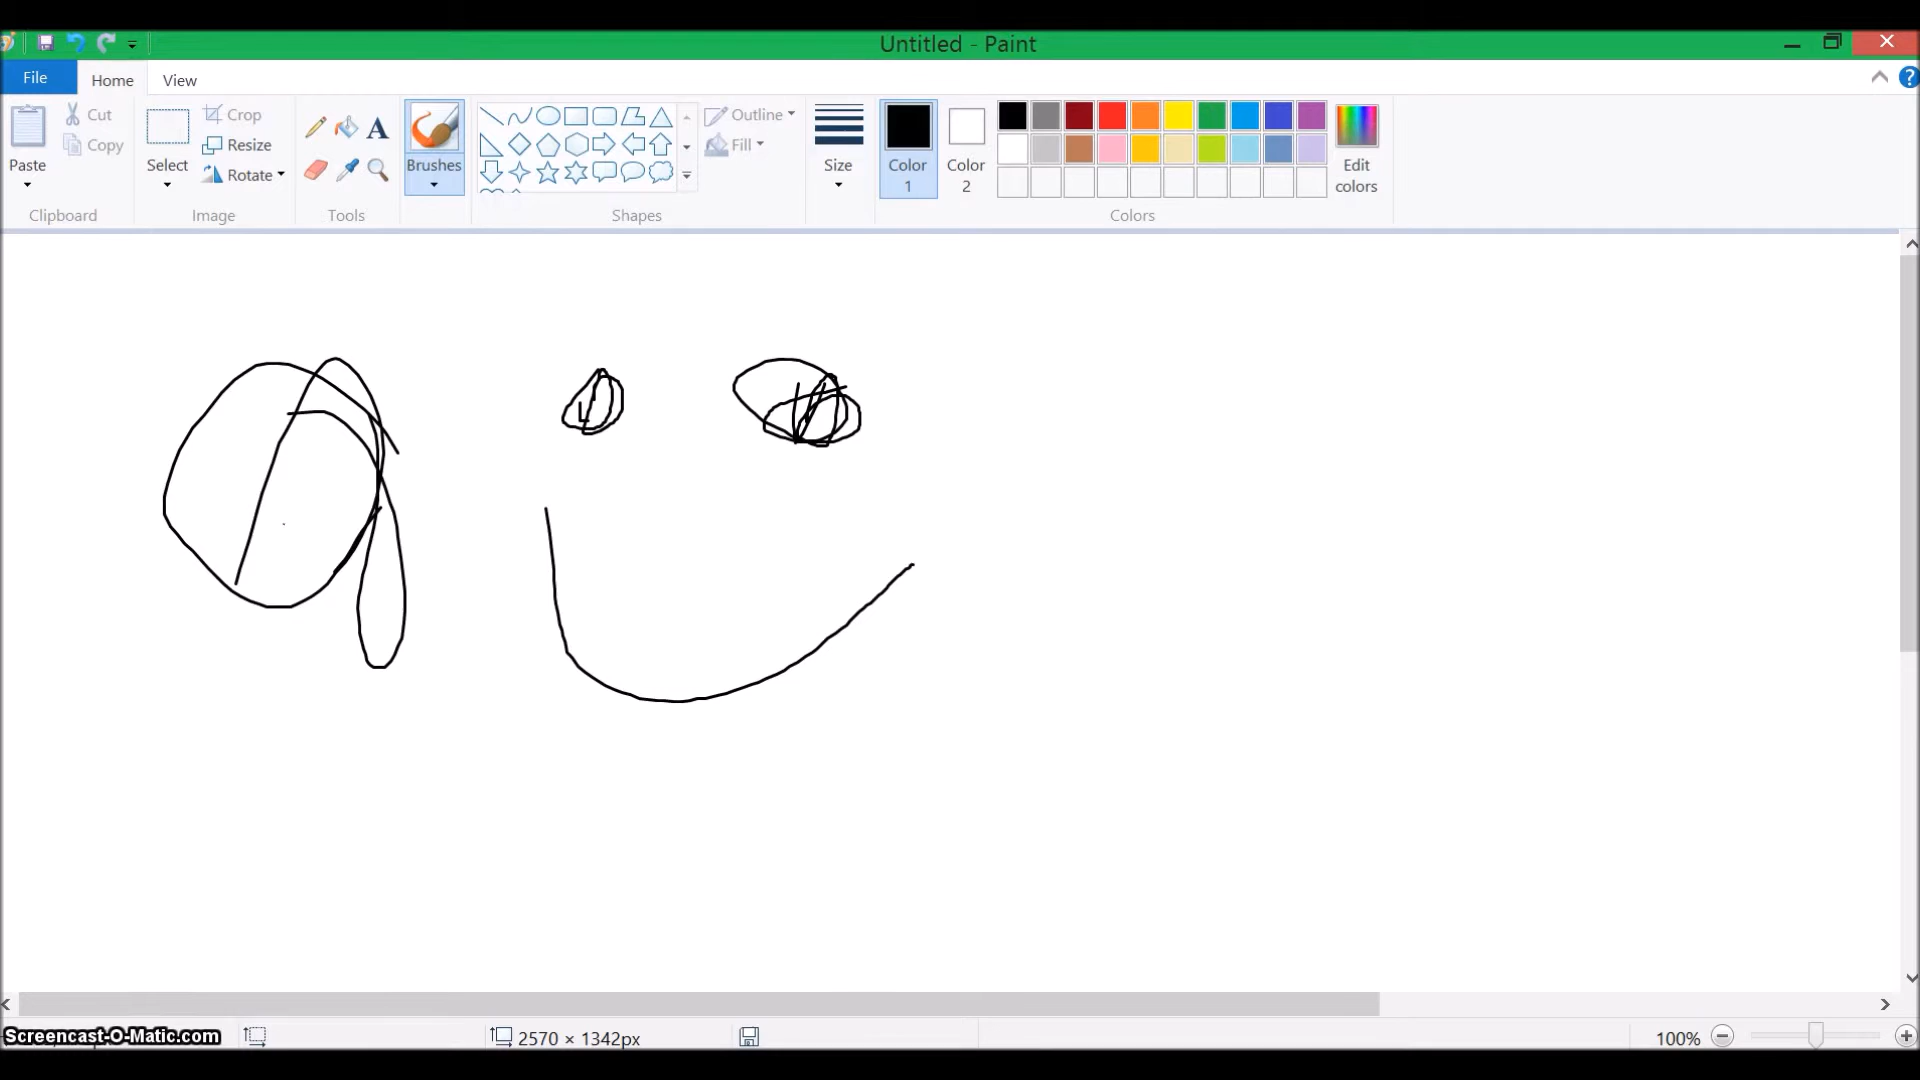 Untitled - Paint
File Home View
Paste
Cut
Copy
Clipboard
Select
Crop
Resize
Rotate
Image
A
Tools
Brushes
Shapes
Outline
Fill
Size
Color 1
Color 2
Edit colors
Colors
Screencast-O-Matic.com
2570 × 1342px
100%